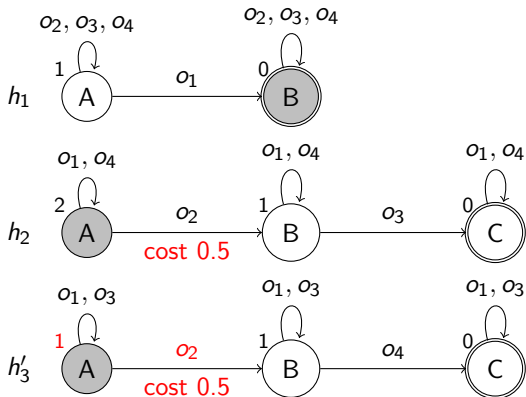 o₂, o₃, o₄ o₂, o₃, o₄
1 0
h₁ A o₁ B
o₁, o₄ o₁, o₄ o₁, o₄
2 1 0
h₂ A o₂ B o₃ C
cost 0.5
o₁, o₃ o₁, o₃ o₁, o₃
1 1 0
h₃′ A o₂ B o₄ C
cost 0.5